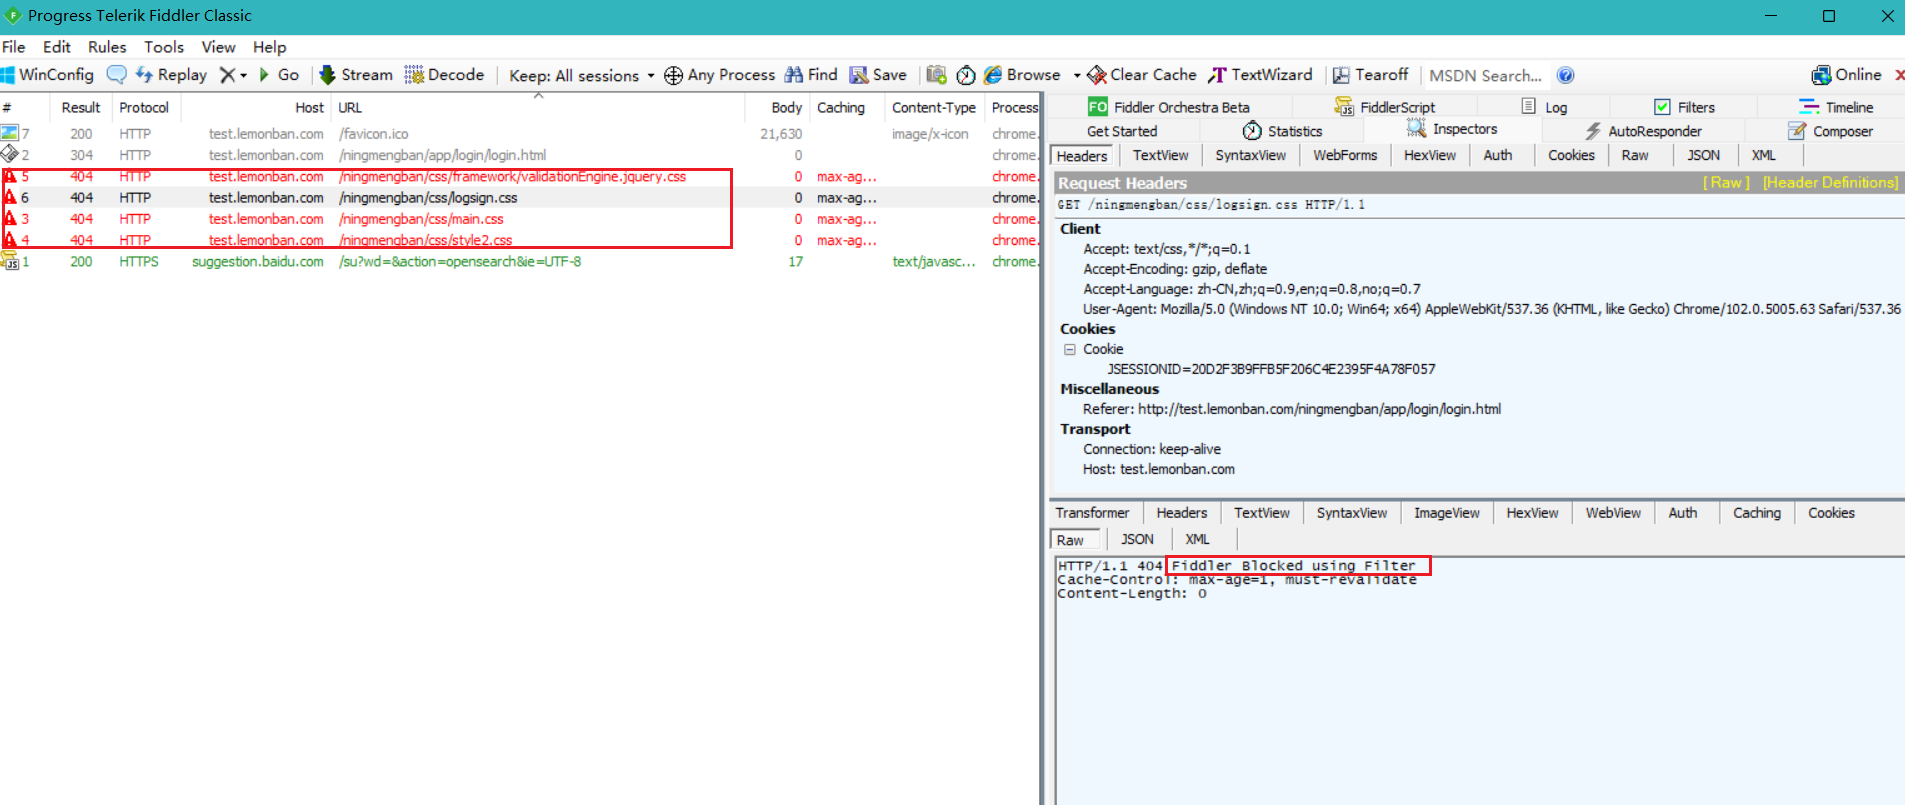 Progress Telerik Fiddler Classic
File Edit Rules Tools View Help
WinConfig Replay Go Stream Decode Keep: All sessions Any Process Find Save Browse Clear Cache TextWizard Tearoff MSDN Search... Online
# Result Protocol Host URL Body Caching Content-Type Process
7 200 HTTP test.lemonban.com /favicon.ico 21,630 image/x-icon chrome.
2 304 HTTP test.lemonban.com /ningmengban/app/login/login.html 0 chrome.
5 404 HTTP test.lemonban.com /ningmengban/css/framework/validationEngine.jquery.css 0 max-ag... chrome.
6 404 HTTP test.lemonban.com /ningmengban/css/logsign.css 0 max-ag... chrome.
3 404 HTTP test.lemonban.com /ningmengban/css/main.css 0 max-ag... chrome.
4 404 HTTP test.lemonban.com /ningmengban/css/style2.css 0 max-ag... chrome.
1 200 HTTPS suggestion.baidu.com /su?wd=&action=opensearch&ie=UTF-8 17 text/javasc... chrome.
FO Fiddler Orchestra Beta FiddlerScript Log Filters Timeline
Get Started Statistics Inspectors AutoResponder Composer
Headers TextView SyntaxView WebForms HexView Auth Cookies Raw JSON XML
Request Headers [ Raw ] [Header Definitions]
GET /ningmengban/css/logsign.css HTTP/1.1
Client
Accept: text/css,*/*;q=0.1
Accept-Encoding: gzip, deflate
Accept-Language: zh-CN,zh;q=0.9,en;q=0.8,no;q=0.7
User-Agent: Mozilla/5.0 (Windows NT 10.0; Win64; x64) AppleWebKit/537.36 (KHTML, like Gecko) Chrome/102.0.5005.63 Safari/537.36
Cookies
Cookie
JSESSIONID=20D2F3B9FFB5F206C4E2395F4A78F057
Miscellaneous
Referer: http://test.lemonban.com/ningmengban/app/login/login.html
Transport
Connection: keep-alive
Host: test.lemonban.com
Transformer Headers TextView SyntaxView ImageView HexView WebView Auth Caching Cookies
Raw JSON XML
HTTP/1.1 404 Fiddler Blocked using Filter
Cache-Control: max-age=1, must-revalidate
Content-Length: 0